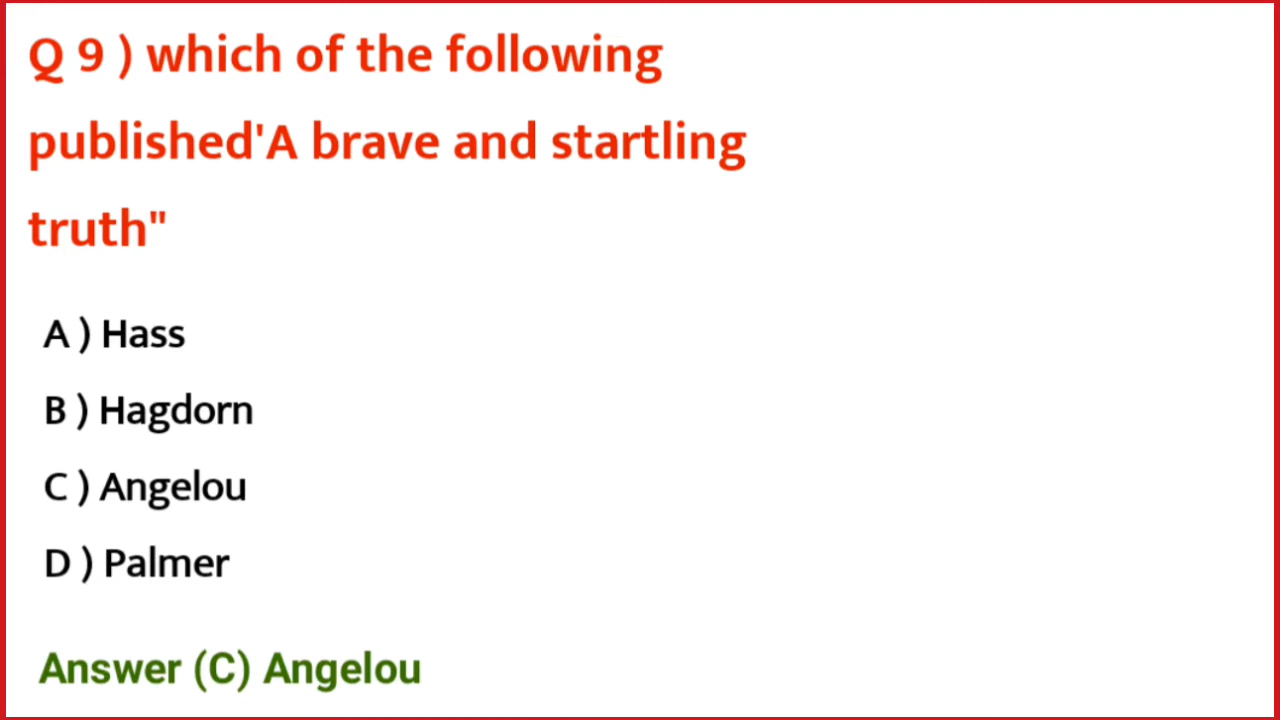 Q 9 ) which of the following
published'A brave and startling
truth"
A ) Hass
B ) Hagdorn
C ) Angelou
D ) Palmer
Answer (C) Angelou